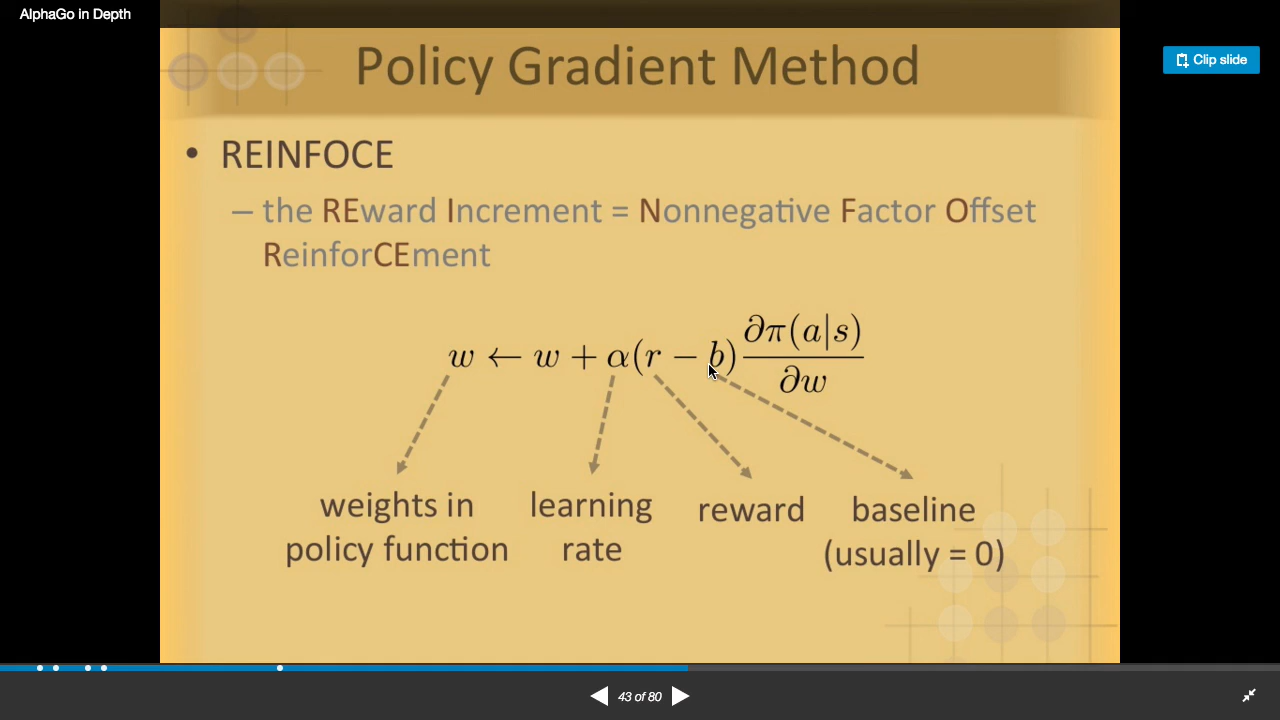 AlphaGo in Depth
Clip slide
Policy Gradient Method
• REINFOCE
– the REward Increment = Nonnegative Factor Offset
ReinforCEment
w ← w + α(r − b) ∂π(a|s) / ∂w
weights in
policy function
learning
rate
reward
baseline
(usually = 0)
43 of 80